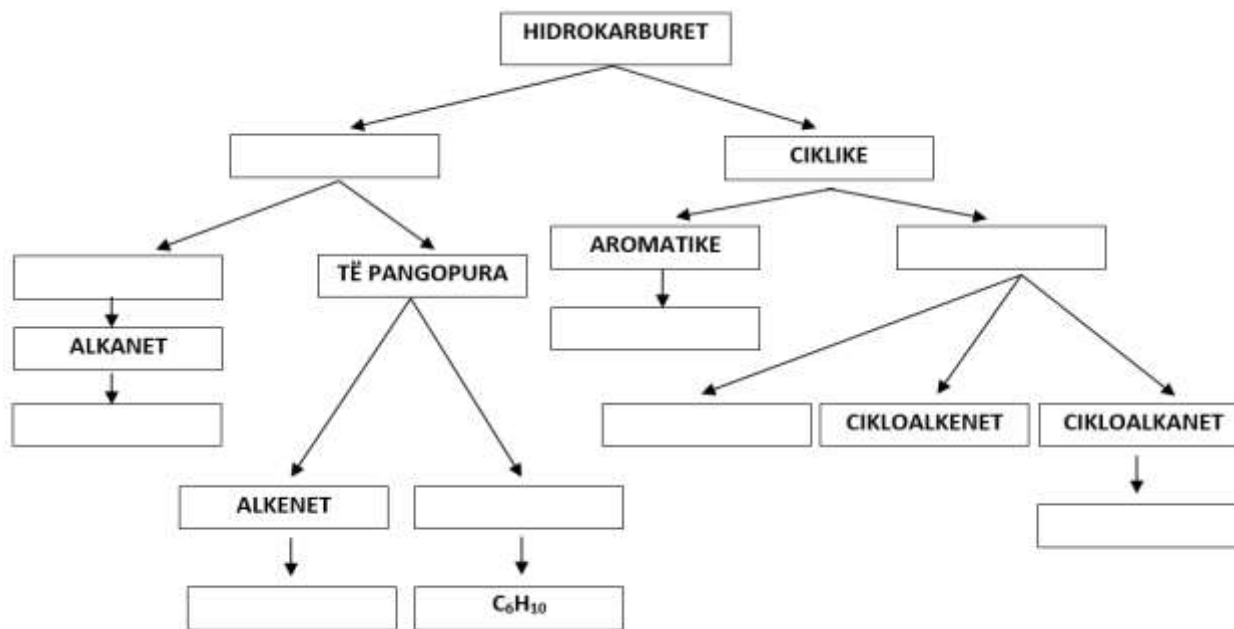 HIDROKARBURET
CIKLIKE
AROMATIKE
TË PANGOPURA
ALKANET
CIKLOALKENET
CIKLOALKANET
ALKENET
C₆H₁₀